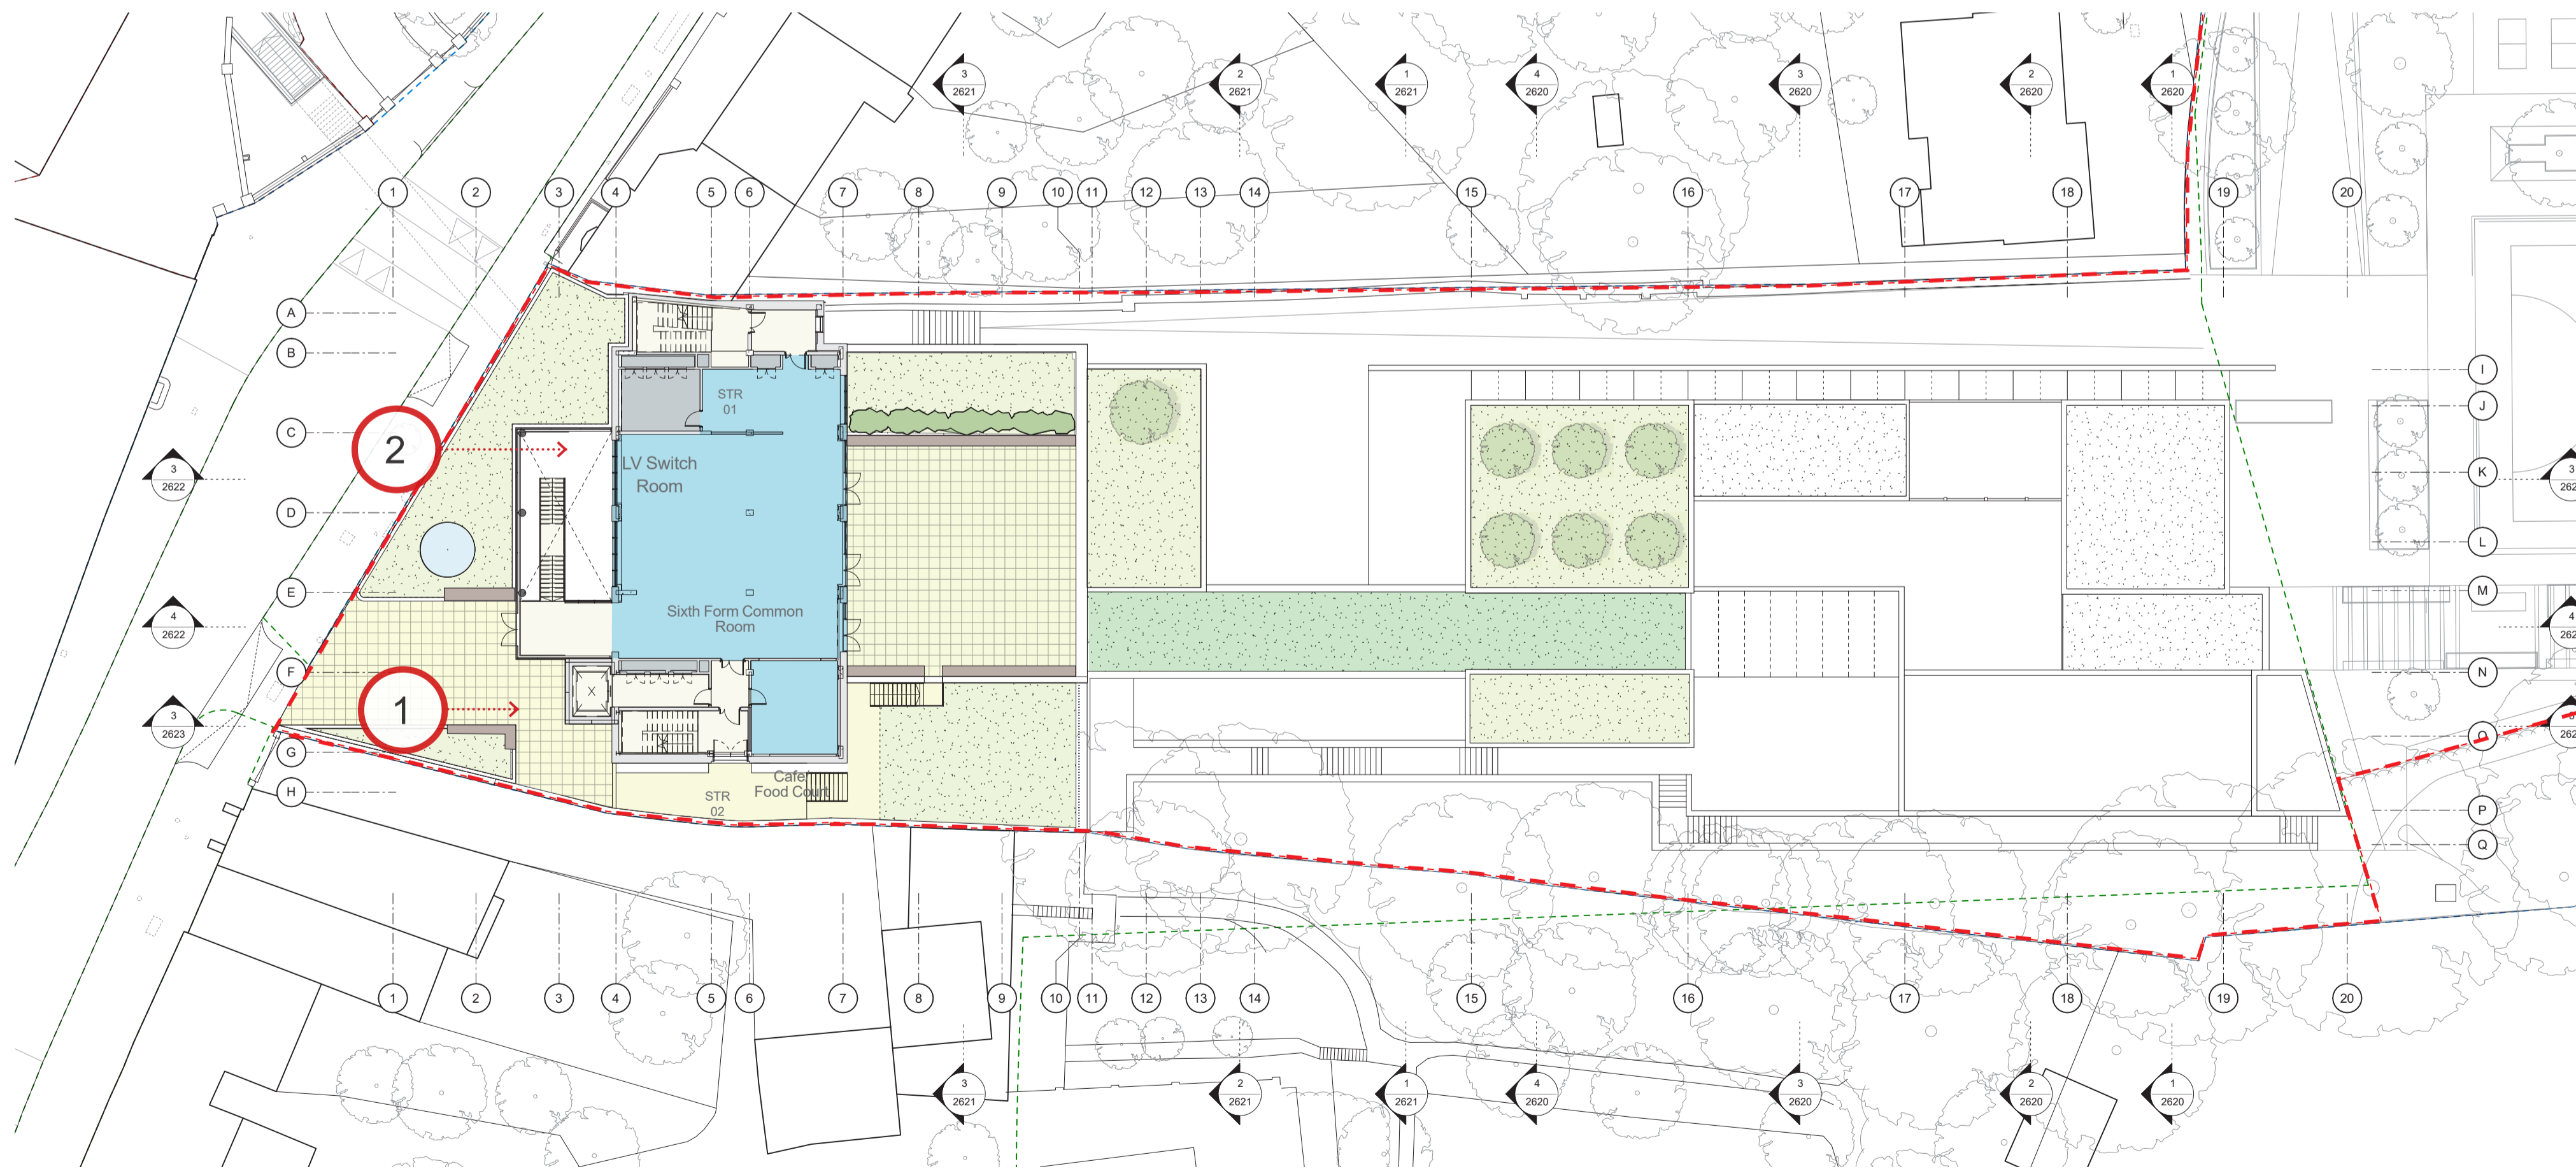 3 2 1 4 3 2 1
2621 2621 2621 2620 2620 2620 2620
1 2 3 4 5 6 7 8 9 10 11 12 13 14 15 16 17 18 19 20
A
B
I
STR
01
J
C
2
LV Switch
Room
3
2622
K
D
L
E
M
Sixth Form Common
Room
4
2622
F
N
X
1
3
2623
G
O
Cafe/
Food Court
H
STR
02
P
Q
1 2 3 4 5 6 7 8 9 10 11 12 13 14 15 16 17 18 19 20
3 2 1 4 3 2 1
2621 2621 2621 2620 2620 2620 2620